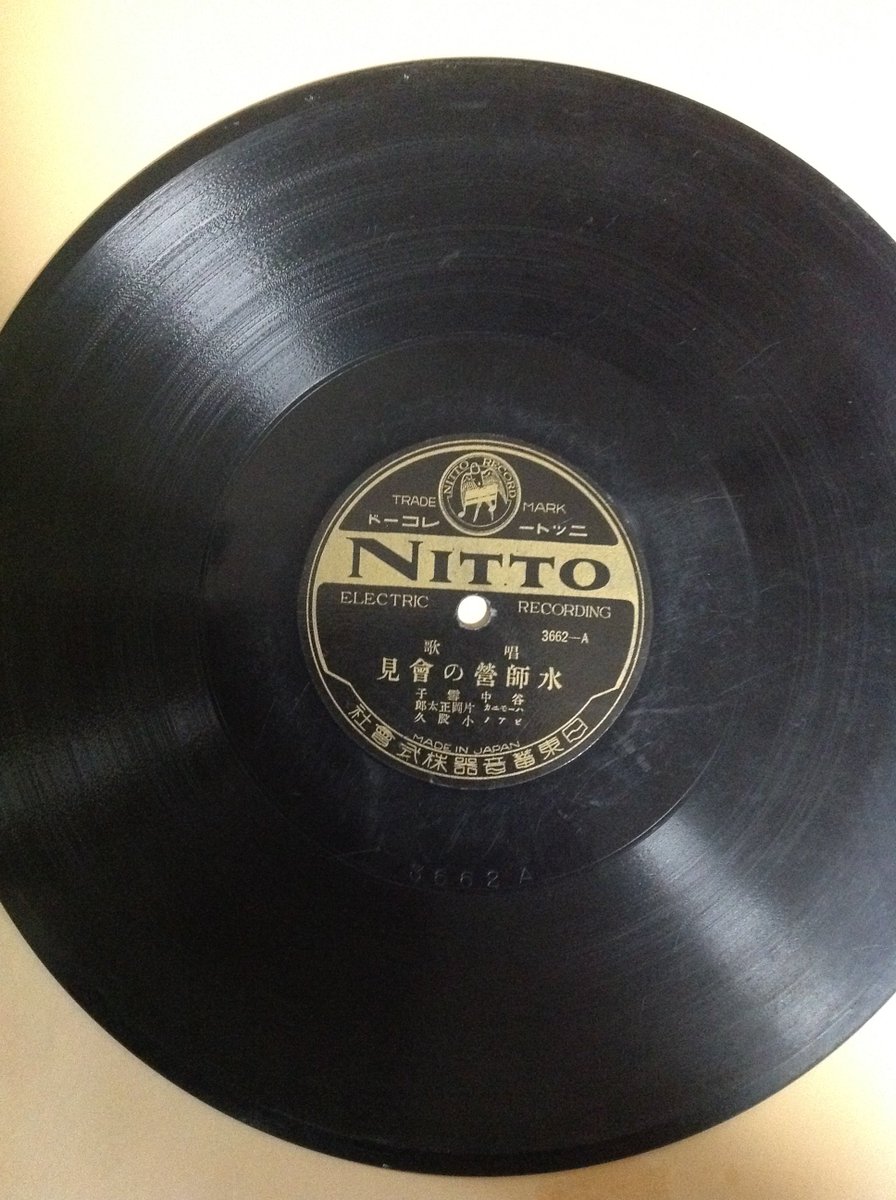 NITTO RECORD
TRADE MARK
ニットーレコード
NITTO
ELECTRIC RECORDING
3662-A
唱歌
水師營の會見
谷中雪子
ハーモニカ 片岡正太郎
ピアノ 小股久
MADE IN JAPAN
日東蓄音器株式會社
3662A